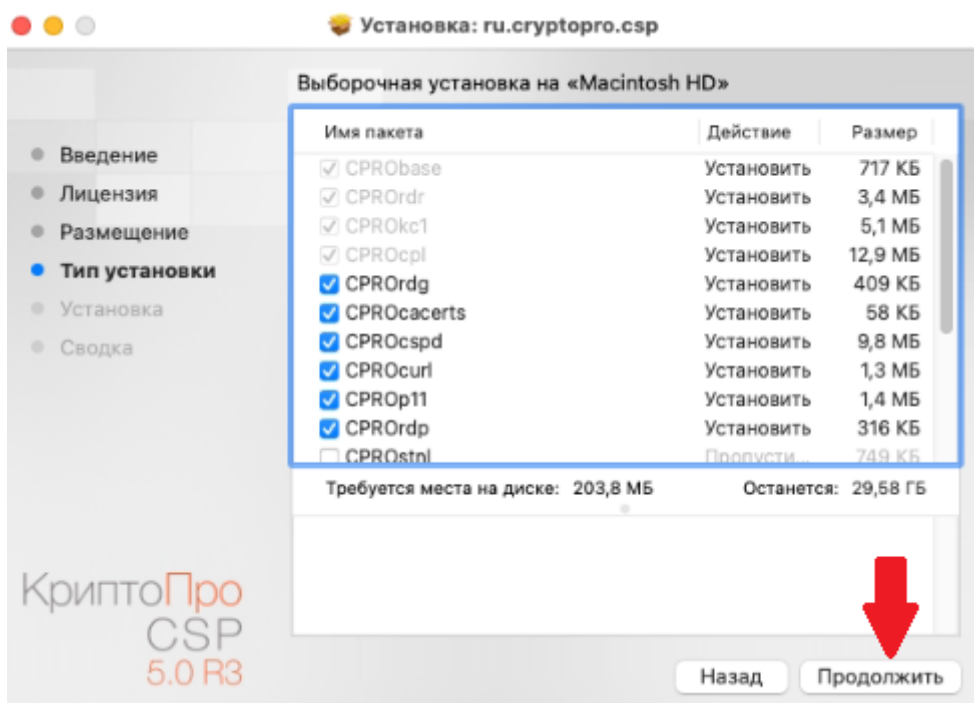 Установка: ru.cryptopro.csp
Выборочная установка на «Macintosh HD»
Введение
Лицензия
Размещение
Тип установки
Установка
Сводка
Имя пакета Действие Размер
CPRObase Установить 717 КБ
CPROrdr Установить 3,4 МБ
CPROkc1 Установить 5,1 МБ
CPROcpl Установить 12,9 МБ
CPROrdg Установить 409 КБ
CPROcacerts Установить 58 КБ
CPROcspd Установить 9,8 МБ
CPROcurl Установить 1,3 МБ
CPROp11 Установить 1,4 МБ
CPROrdp Установить 316 КБ
CPROstnl Пропусти... 749 КБ
Требуется места на диске: 203,8 МБ Останется: 29,58 ГБ
КриптоПро
CSP
5.0 R3
Назад Продолжить